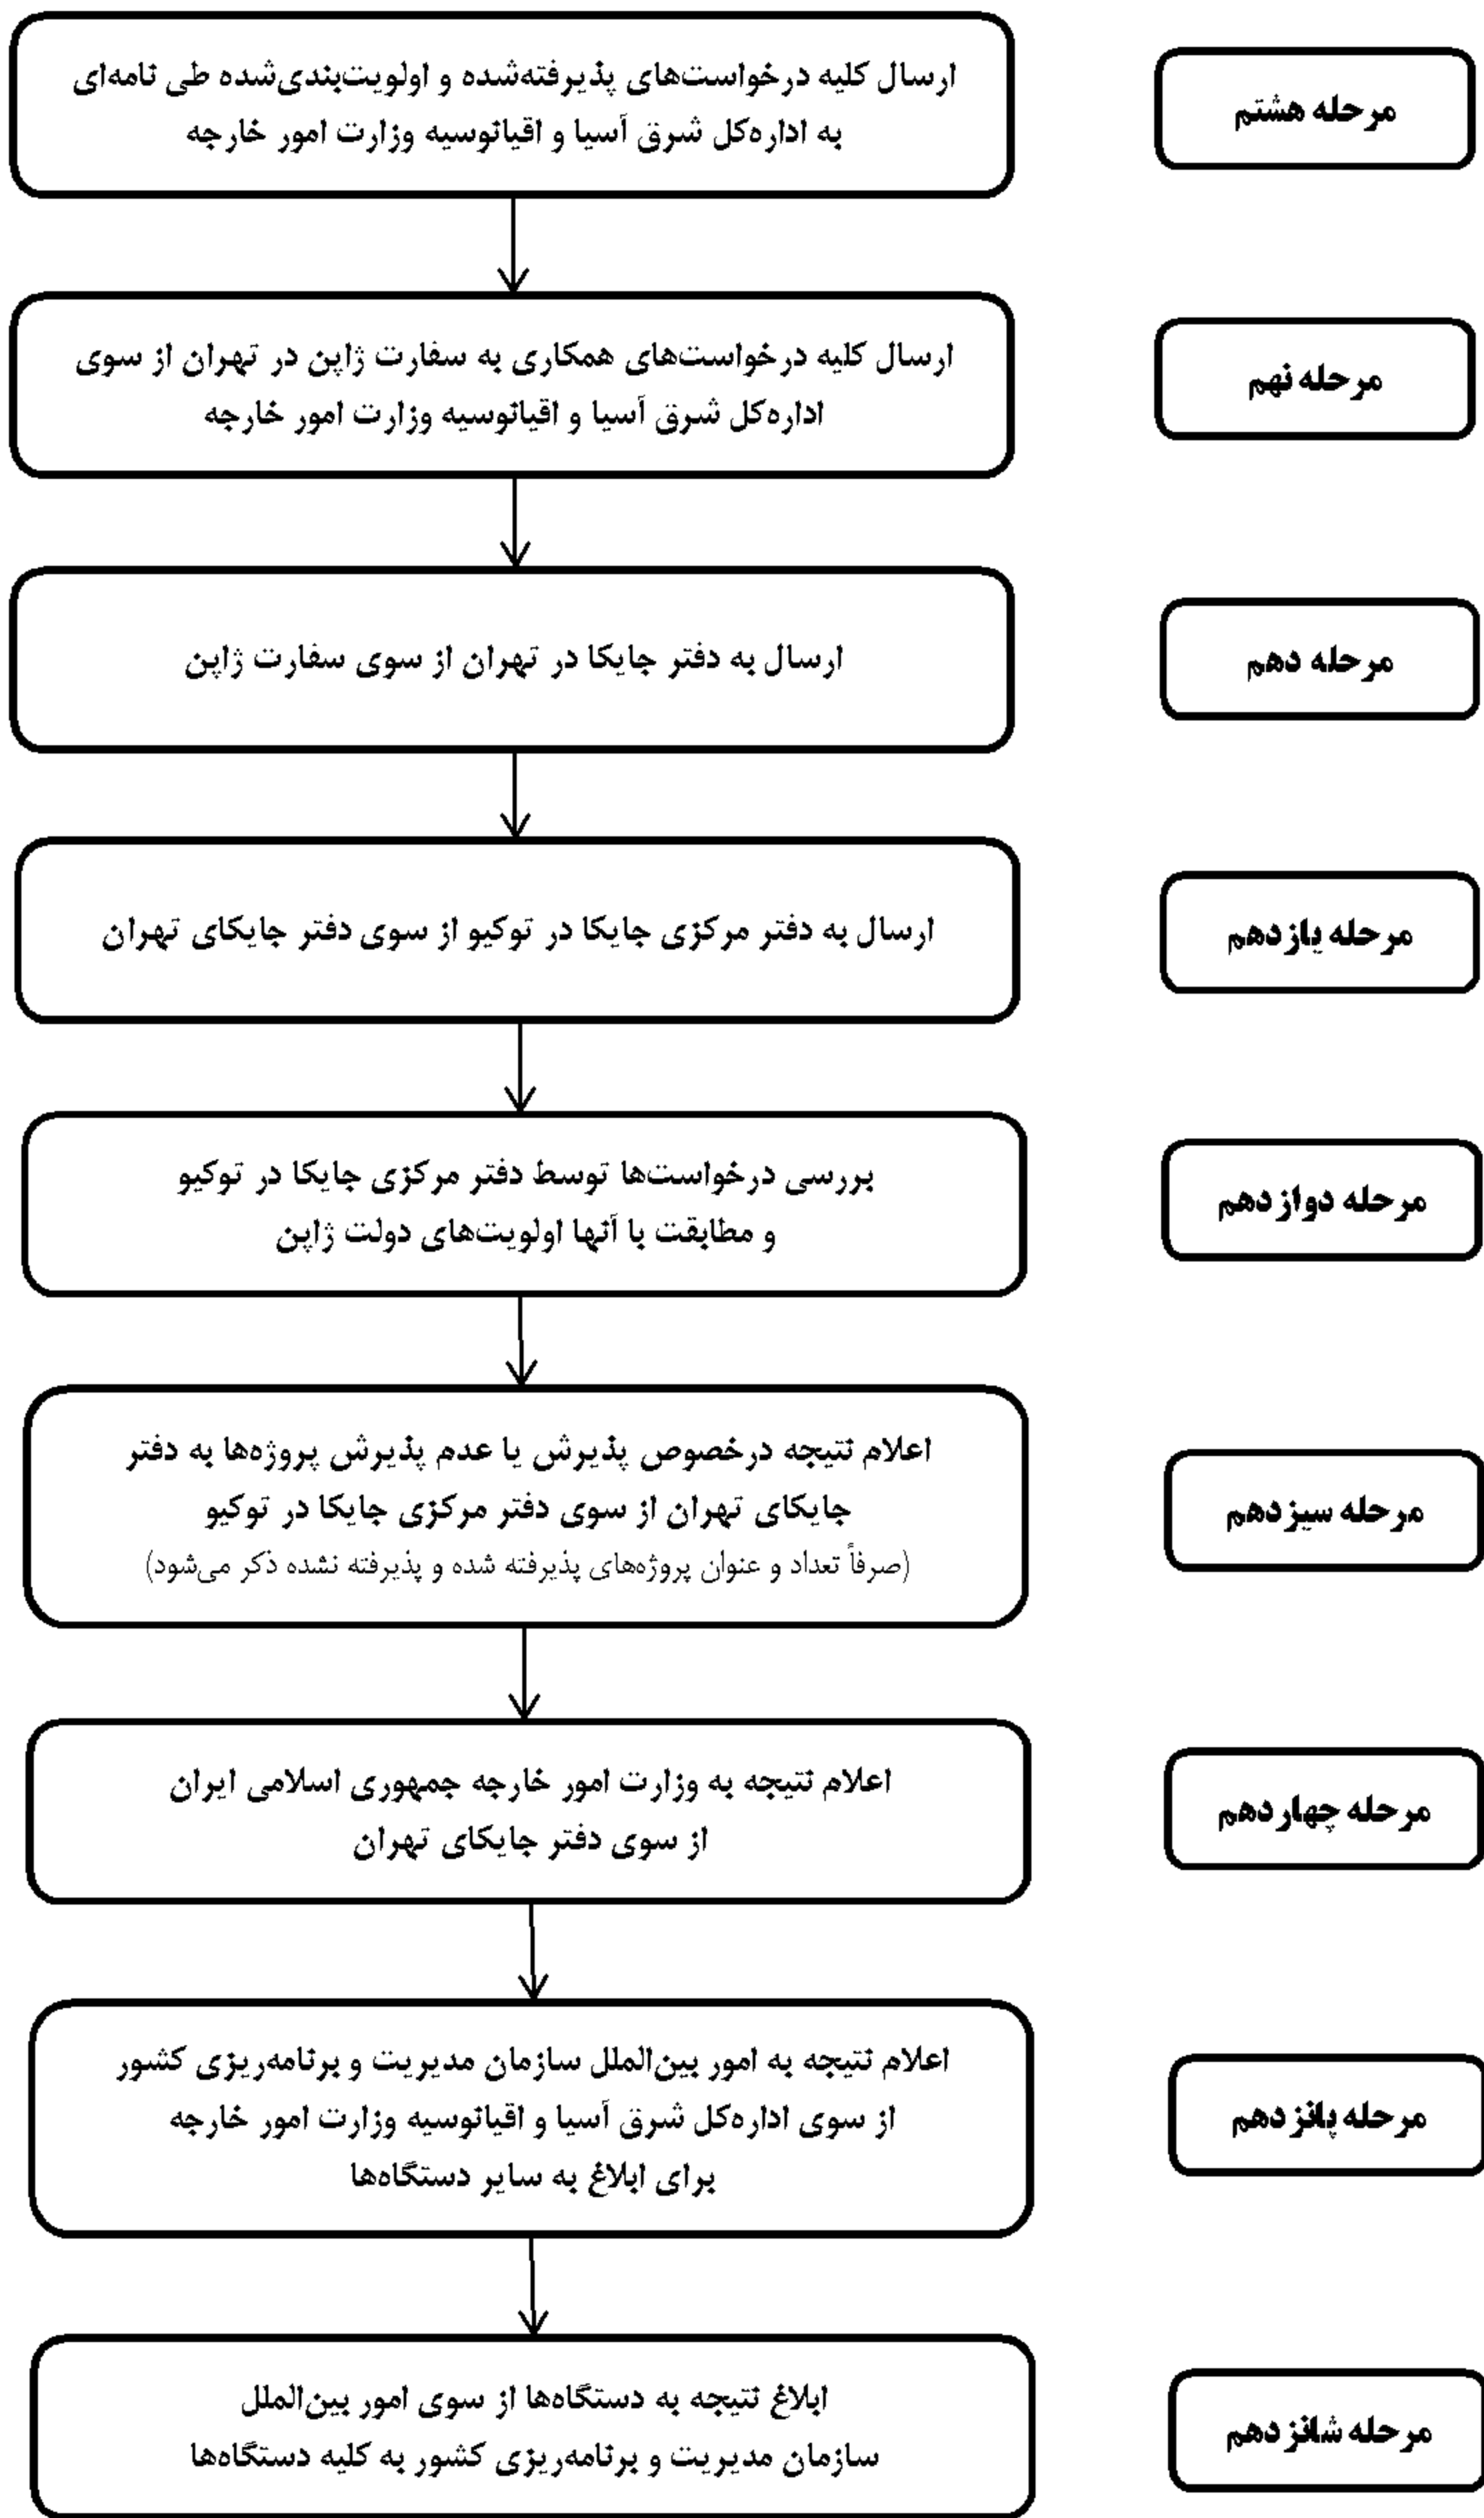 مرحله هشتم
ارسال کلیه درخواست‌های پذیرفته‌شده و اولویت‌بندی‌شده طی نامه‌ای
به اداره‌کل شرق آسیا و اقیانوسیه وزارت امور خارجه
مرحله نهم
ارسال کلیه درخواست‌های همکاری به سفارت ژاپن در تهران از سوی
اداره‌کل شرق آسیا و اقیانوسیه وزارت امور خارجه
مرحله دهم
ارسال به دفتر جایکا در تهران از سوی سفارت ژاپن
مرحله یازدهم
ارسال به دفتر مرکزی جایکا در توکیو از سوی دفتر جایکای تهران
مرحله دوازدهم
بررسی درخواست‌ها توسط دفتر مرکزی جایکا در توکیو
و مطابقت با آنها اولویت‌های دولت ژاپن
مرحله سیزدهم
اعلام نتیجه درخصوص پذیرش یا عدم پذیرش پروژه‌ها به دفتر
جایکای تهران از سوی دفتر مرکزی جایکا در توکیو
(صرفاً تعداد و عنوان پروژه‌های پذیرفته شده و پذیرفته نشده ذکر می‌شود)
مرحله چهاردهم
اعلام نتیجه به وزارت امور خارجه جمهوری اسلامی ایران
از سوی دفتر جایکای تهران
مرحله پانزدهم
اعلام نتیجه به امور بین‌الملل سازمان مدیریت و برنامه‌ریزی کشور
از سوی اداره‌کل شرق آسیا و اقیانوسیه وزارت امور خارجه
برای ابلاغ به سایر دستگاه‌ها
مرحله شانزدهم
ابلاغ نتیجه به دستگاه‌ها از سوی امور بین‌الملل
سازمان مدیریت و برنامه‌ریزی کشور به کلیه دستگاه‌ها